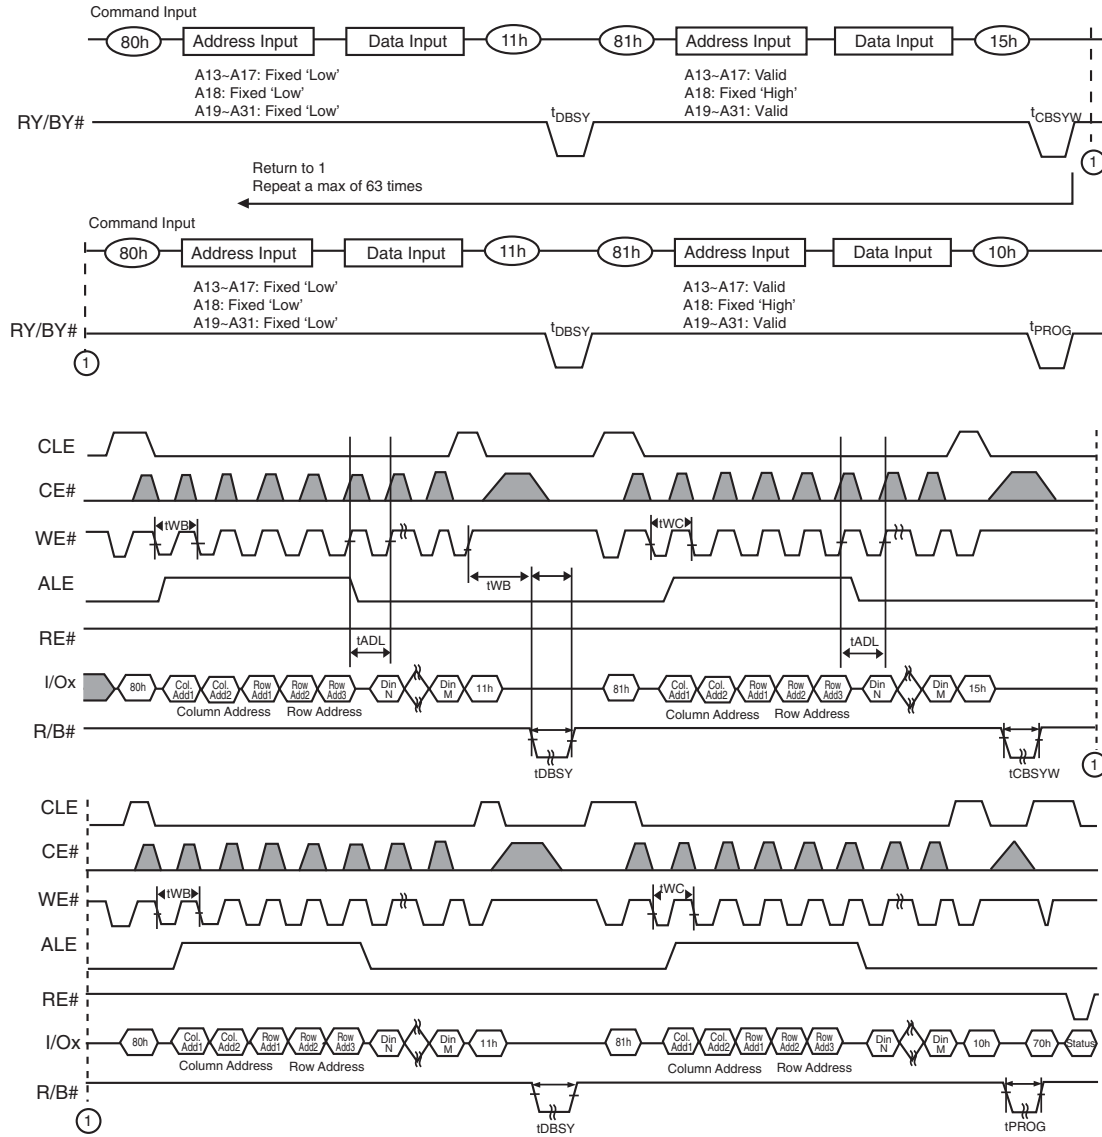 Command Input
80h Address Input Data Input 11h 81h Address Input Data Input 15h
A13~A17: Fixed 'Low' A13~A17: Valid
A18: Fixed 'Low' A18: Fixed 'High'
A19~A31: Fixed 'Low' A19~A31: Valid
RY/BY# tDBSY tCBSYW
1
Return to 1
Repeat a max of 63 times
Command Input
80h Address Input Data Input 11h 81h Address Input Data Input 10h
A13~A17: Fixed 'Low' A13~A17: Valid
A18: Fixed 'Low' A18: Fixed 'High'
A19~A31: Fixed 'Low' A19~A31: Valid
RY/BY# tDBSY tPROG
1
CLE
CE#
WE# tWB tWC
ALE tWB
RE#
tADL tADL
I/Ox 80h Col. Add1 Col. Add2 Row Add1 Row Add2 Row Add3 Din N Din M 11h 81h Col. Add1 Col. Add2 Row Add1 Row Add2 Row Add3 Din N Din M 15h
Column Address Row Address Column Address Row Address
R/B#
tDBSY tCBSYW 1
CLE
CE#
WE# tWB tWC
ALE
RE#
I/Ox 80h Col. Add1 Col. Add2 Row Add1 Row Add2 Row Add3 Din N Din M 11h 81h Col. Add1 Col. Add2 Row Add1 Row Add2 Row Add3 Din N Din M 10h 70h Status
Column Address Row Address Column Address Row Address
R/B#
1 tDBSY tPROG